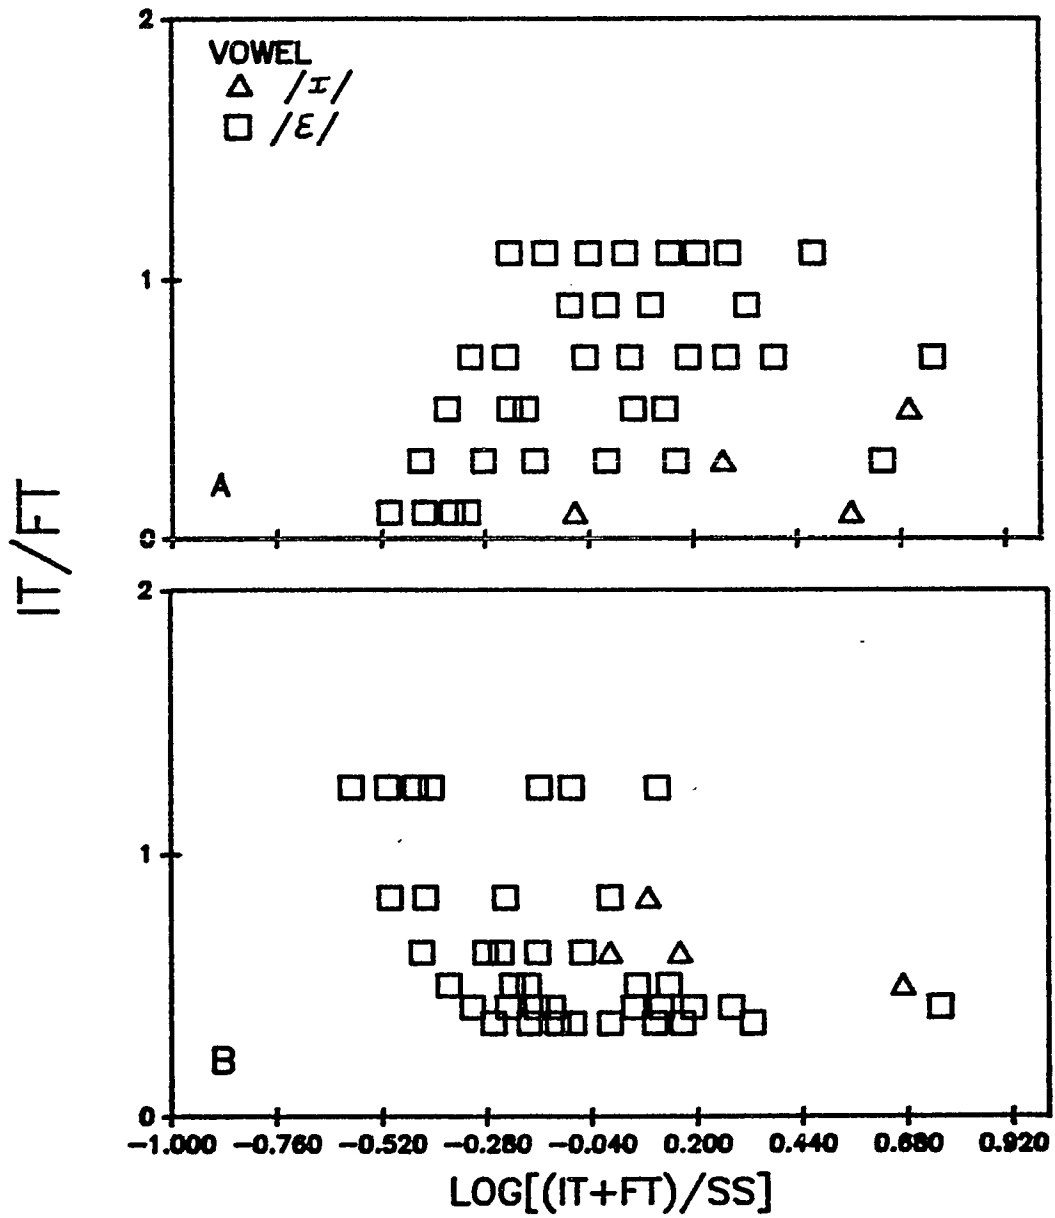 2
VOWEL
△ /I/
□ /ε/
1
A
0
IT/FT
2
1
B
0
-1.000 -0.760 -0.520 -0.280 -0.040 0.200 0.440 0.680 0.920
LOG[(IT+FT)/SS]